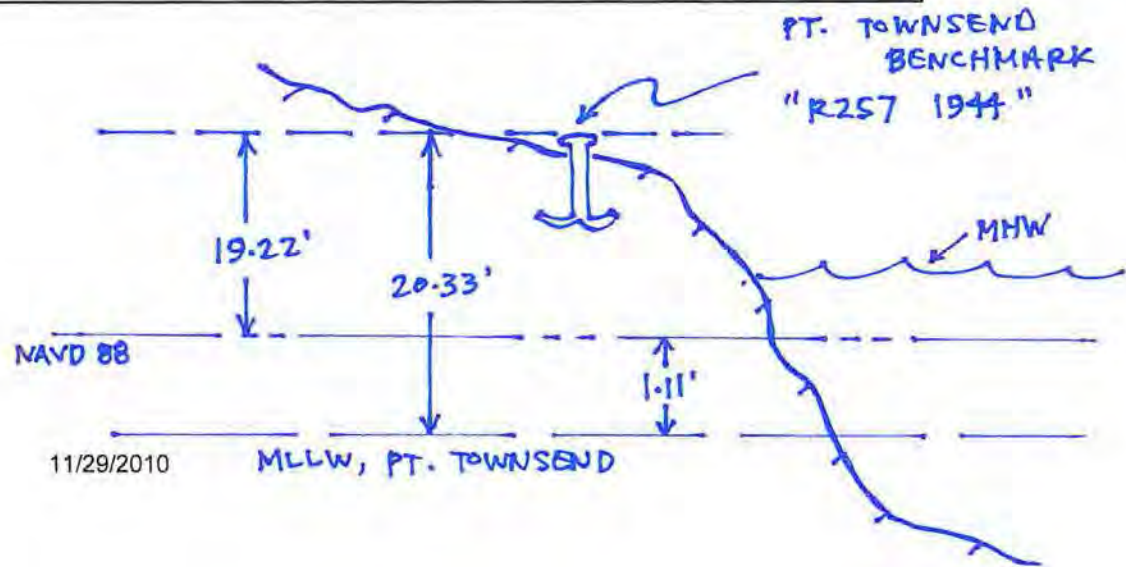 PT. TOWNSEND
BENCHMARK
"R257 1944"
MHW
19.22'
20.33'
NAVD 88
1.11'
11/29/2010
MLLW, PT. TOWNSEND